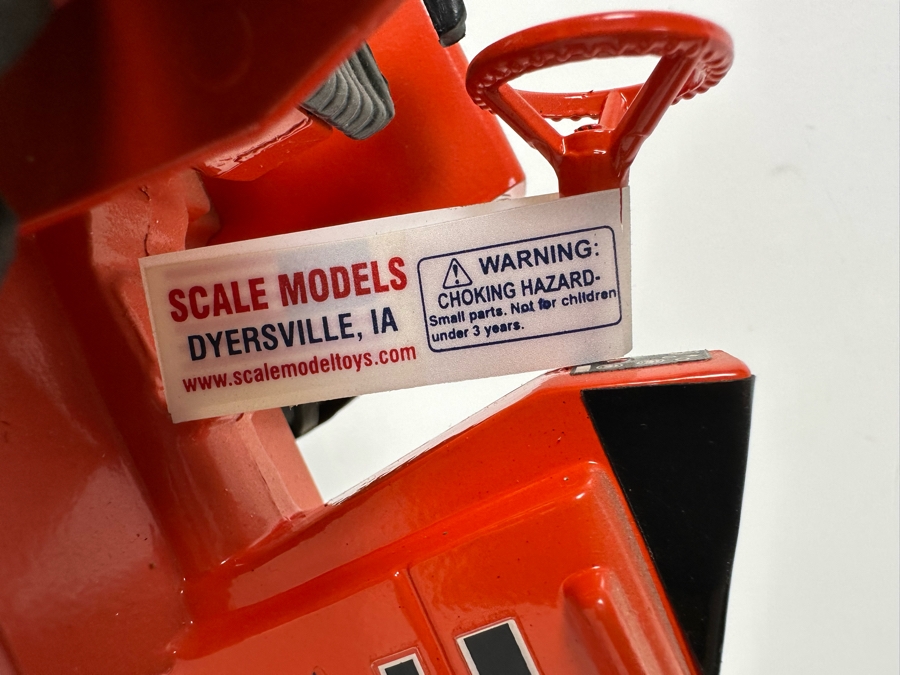 SCALE MODELS
DYERSVILLE, IA
www.scalemodeltoys.com
WARNING:
CHOKING HAZARD-
Small parts. Not for children
under 3 years.